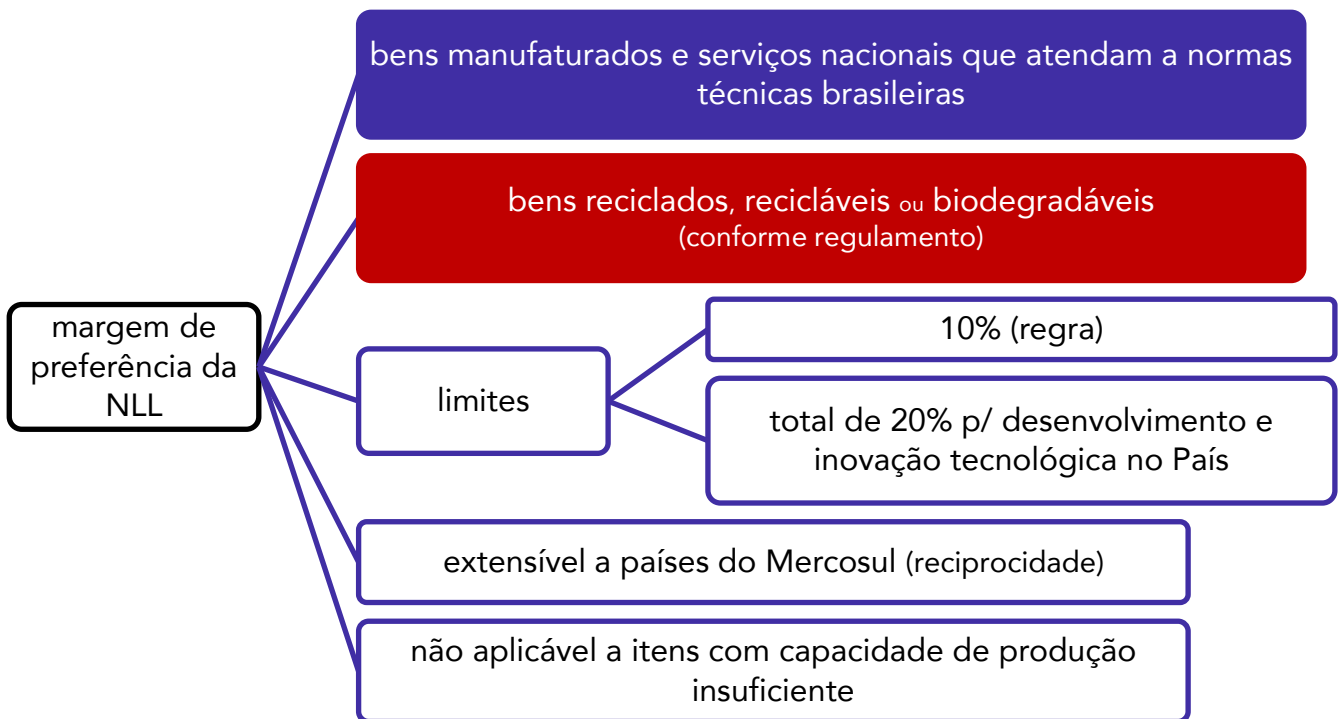 bens manufaturados e serviços nacionais que atendam a normas
técnicas brasileiras
bens reciclados, recicláveis ou biodegradáveis
(conforme regulamento)
margem de
preferência da
NLL
limites
10% (regra)
total de 20% p/ desenvolvimento e
inovação tecnológica no País
extensível a países do Mercosul (reciprocidade)
não aplicável a itens com capacidade de produção
insuficiente